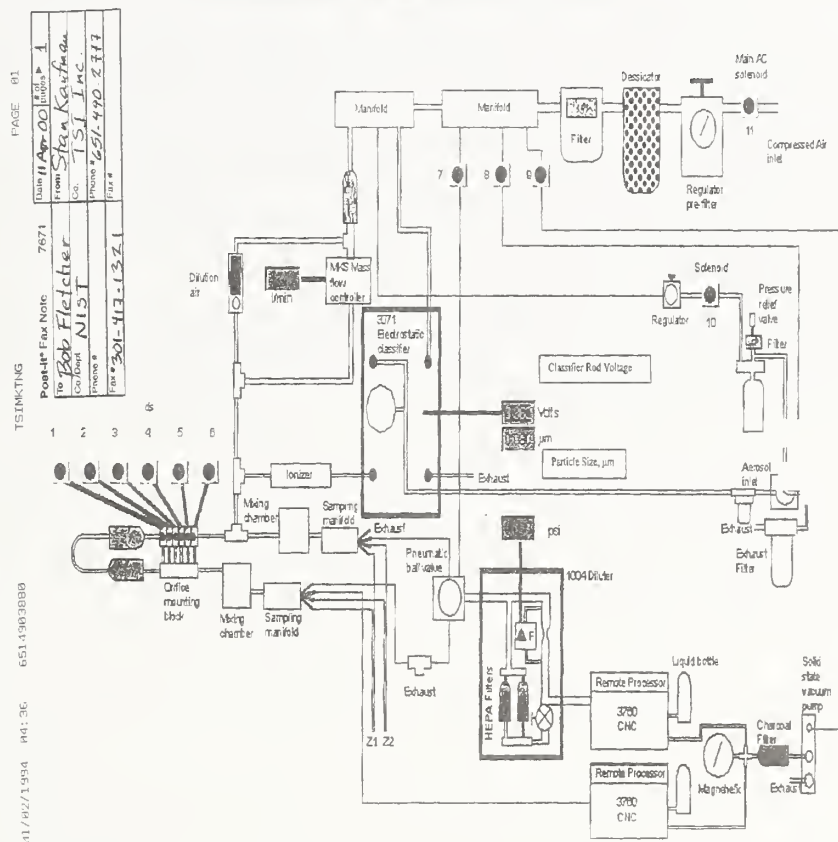 PAGE 01
TSIMKTNG
6514903880
04:36
Post-it® Fax Note 7671
Date 11 Apr 00 # of pages ▶ 1
To Bob Fletcher
From Stan Kaufman
Co./Dept NIST
Co. TSI Inc.
Phone #
Phone # 651-490-2777
Fax # 301-417-1321
Fax #
Manifold
Manifold
Filter
Dessicator
Main AC solenoid
11
Compressed Air inlet
Regulator pre-filter
7
8
9
Dilution air
l/min
MKS Mass flow controller
3071 Electrostatic classifier
Solenoid
Regulator
10
Pressure relief valve
Filter
Classifier Rod Voltage
Volts
µm
Particle Size, µm
ds
1
2
3
4
5
6
Ionizer
Exhaust
Aerosol inlet
Mixing chamber
Sampling manifold
Exhaust
psi
Exhaust
Exhaust Filter
Pneumatic ball valve
1004 Diluter
Orifice mounting block
Mixing chamber
Sampling manifold
Exhaust
F
HEPA Filters
Z1
Z2
Liquid bottle
Remote Processor
3760
CNC
Solid state vacuum pump
Charcoal Filter
Magnehelic
Exhaust
Remote Processor
3760
CNC